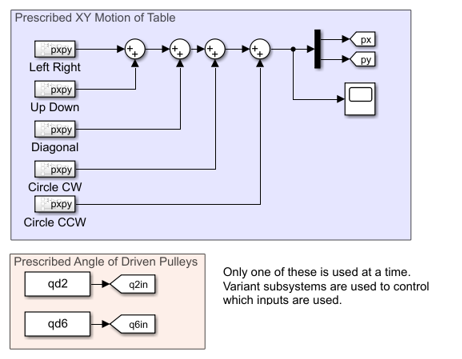 Prescribed XY Motion of Table
pxpy
Left Right
pxpy
Up Down
pxpy
Diagonal
pxpy
Circle CW
pxpy
Circle CCW
+
+
+
+
+
+
+
+
px
py
Prescribed Angle of Driven Pulleys
qd2
q2in
qd6
q6in
Only one of these is used at a time.
Variant subsystems are used to control
which inputs are used.